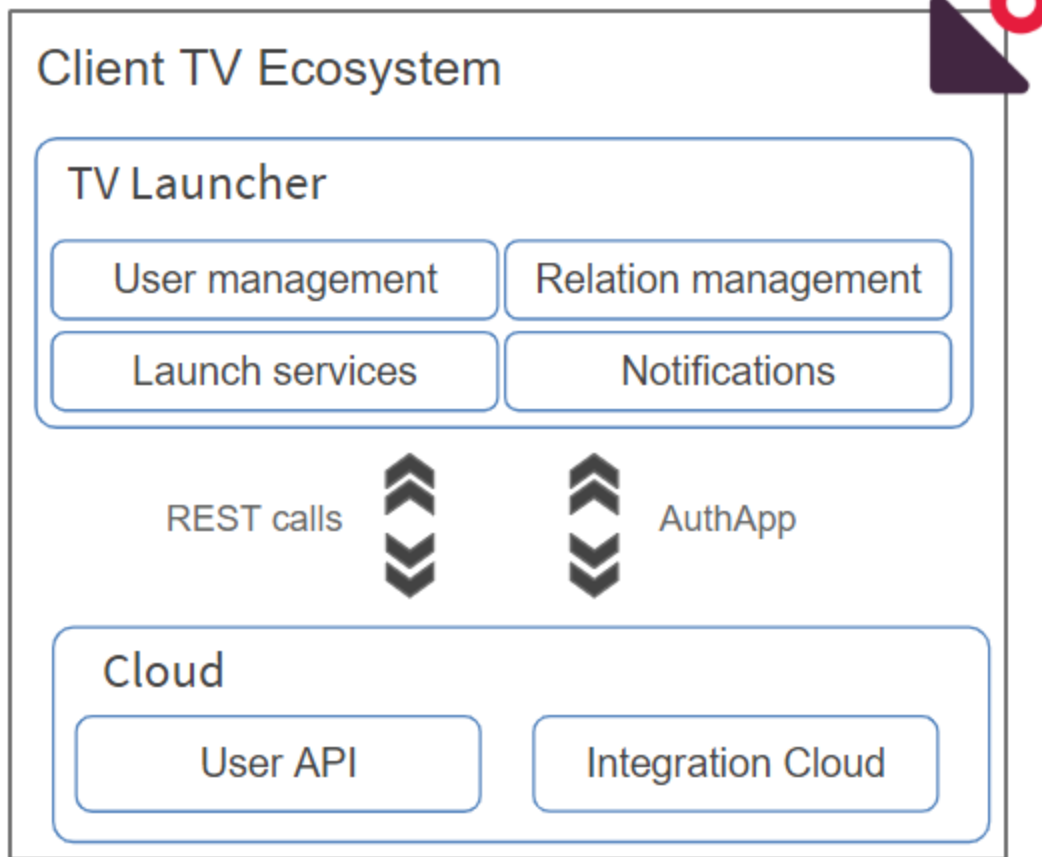 Client TV Ecosystem
TV Launcher
User management
Relation management
Launch services
Notifications
REST calls
AuthApp
Cloud
User API
Integration Cloud